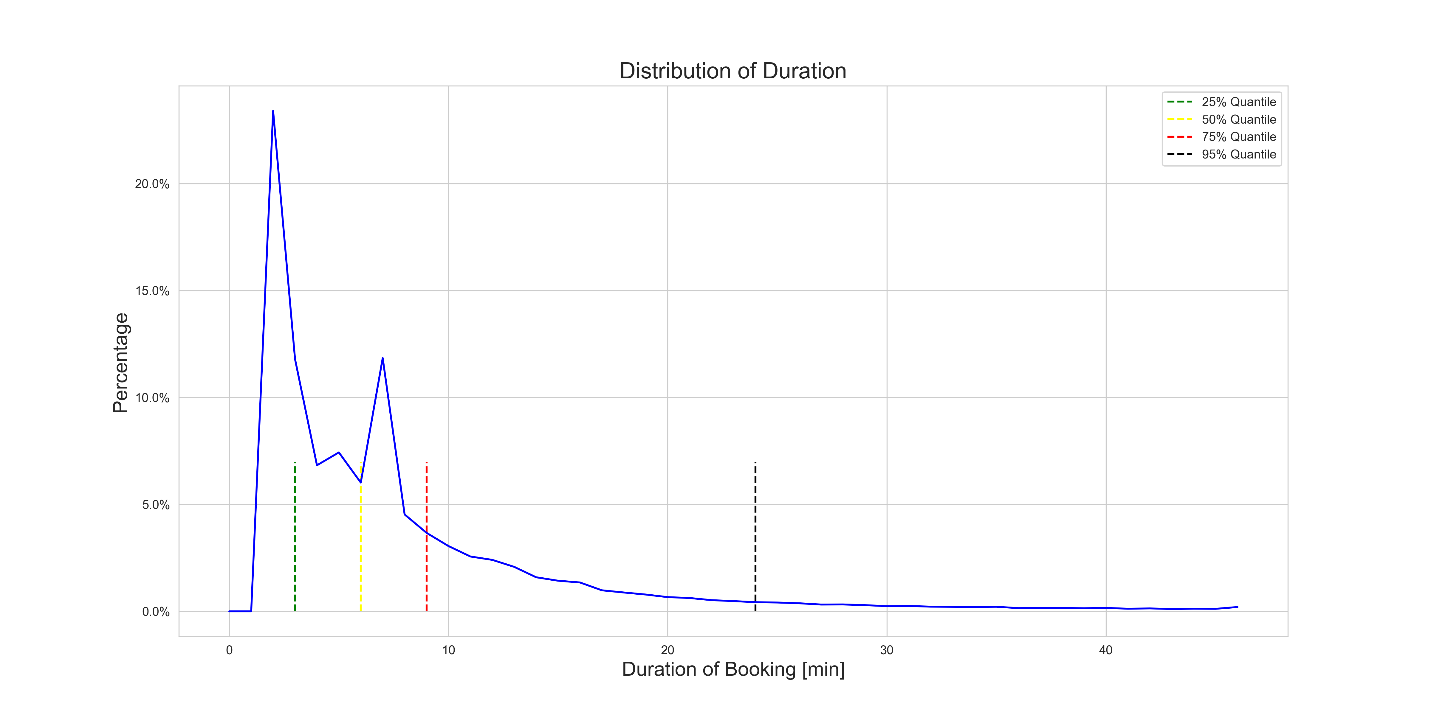 Distribution of Duration
25% Quantile
50% Quantile
75% Quantile
95% Quantile
Percentage
20.0%
15.0%
10.0%
5.0%
0.0%
0 10 20 30 40
Duration of Booking [min]